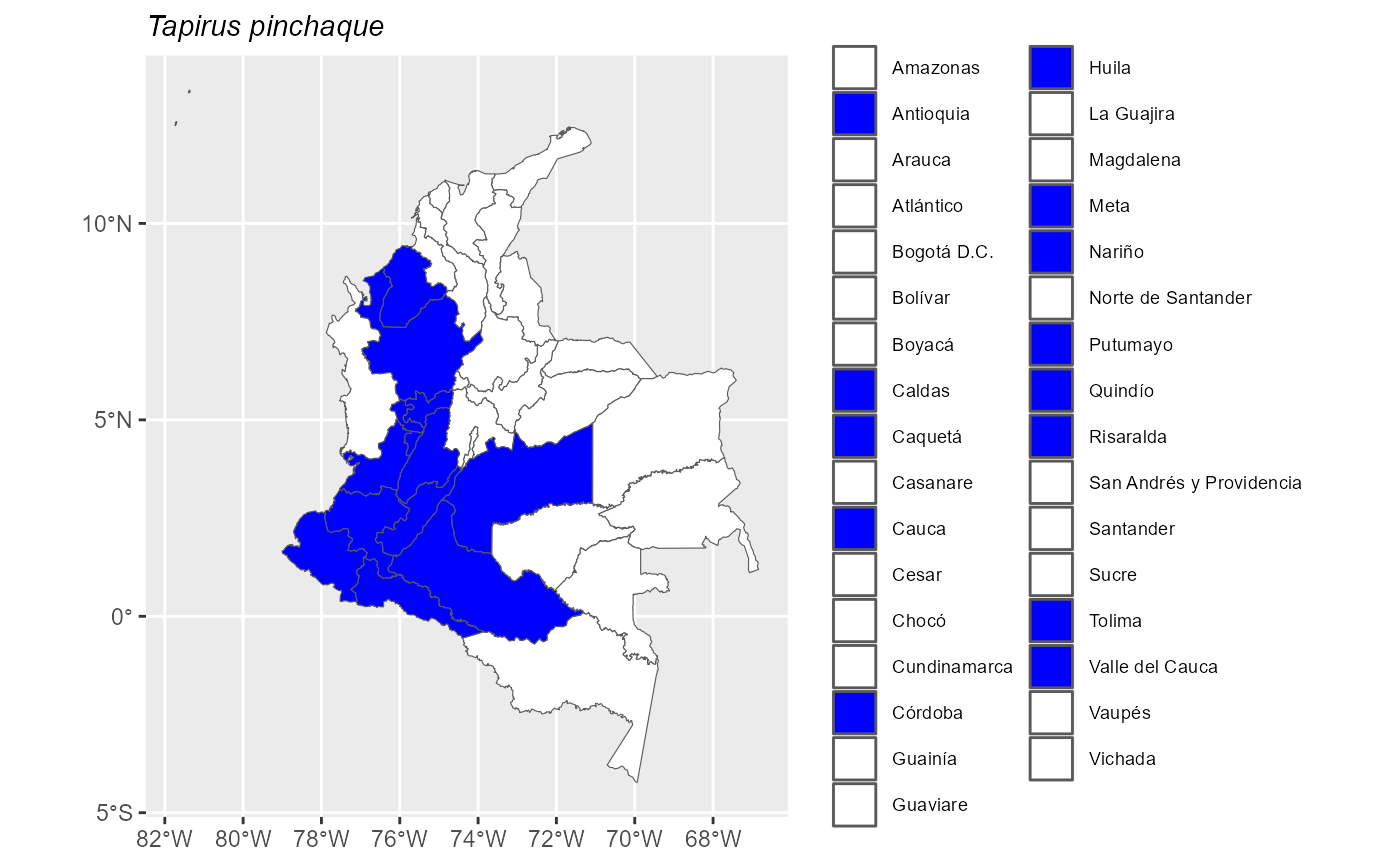 Tapirus pinchaque
10°N
5°N
0°
5°S
82°W 80°W 78°W 76°W 74°W 72°W 70°W 68°W
Amazonas
Antioquia
Arauca
Atlántico
Bogotá D.C.
Bolívar
Boyacá
Caldas
Caquetá
Casanare
Cauca
Cesar
Chocó
Cundinamarca
Córdoba
Guainía
Guaviare
Huila
La Guajira
Magdalena
Meta
Nariño
Norte de Santander
Putumayo
Quindío
Risaralda
San Andrés y Providencia
Santander
Sucre
Tolima
Valle del Cauca
Vaupés
Vichada